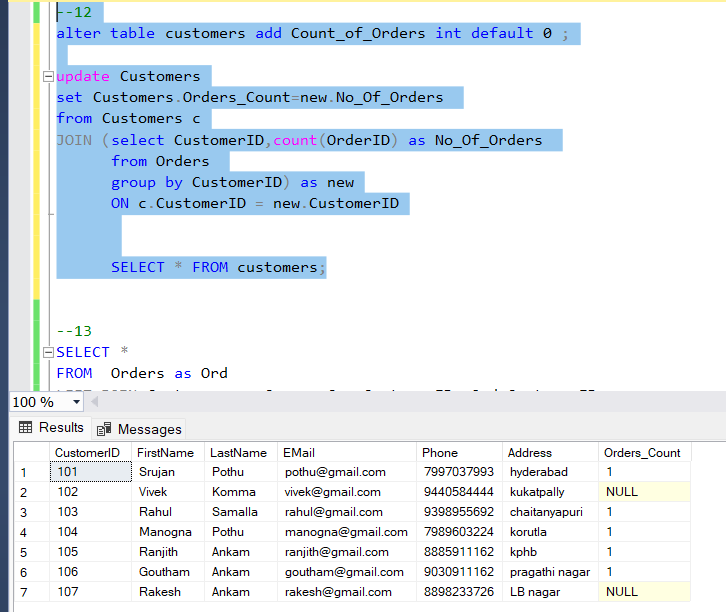 --12
alter table customers add Count_of_Orders int default 0 ;
update Customers
set Customers.Orders_Count=new.No_Of_Orders
from Customers c
JOIN (select CustomerID,count(OrderID) as No_Of_Orders
from Orders
group by CustomerID) as new
ON c.CustomerID = new.CustomerID
SELECT * FROM customers;
--13
SELECT *
FROM Orders as Ord
100 %
Results Messages
CustomerID FirstName LastName EMail Phone Address Orders_Count
1 101 Srujan Pothu pothu@gmail.com 7997037993 hyderabad 1
2 102 Vivek Komma vivek@gmail.com 9440584444 kukatpally NULL
3 103 Rahul Samalla rahul@gmail.com 9398955692 chaitanyapuri 1
4 104 Manogna Pothu manogna@gmail.com 7989603224 korutla 1
5 105 Ranjith Ankam ranjith@gmail.com 8885911162 kphb 1
6 106 Goutham Ankam goutham@gmail.com 9030911162 pragathi nagar 1
7 107 Rakesh Ankam rakesh@gmail.com 8898233726 LB nagar NULL